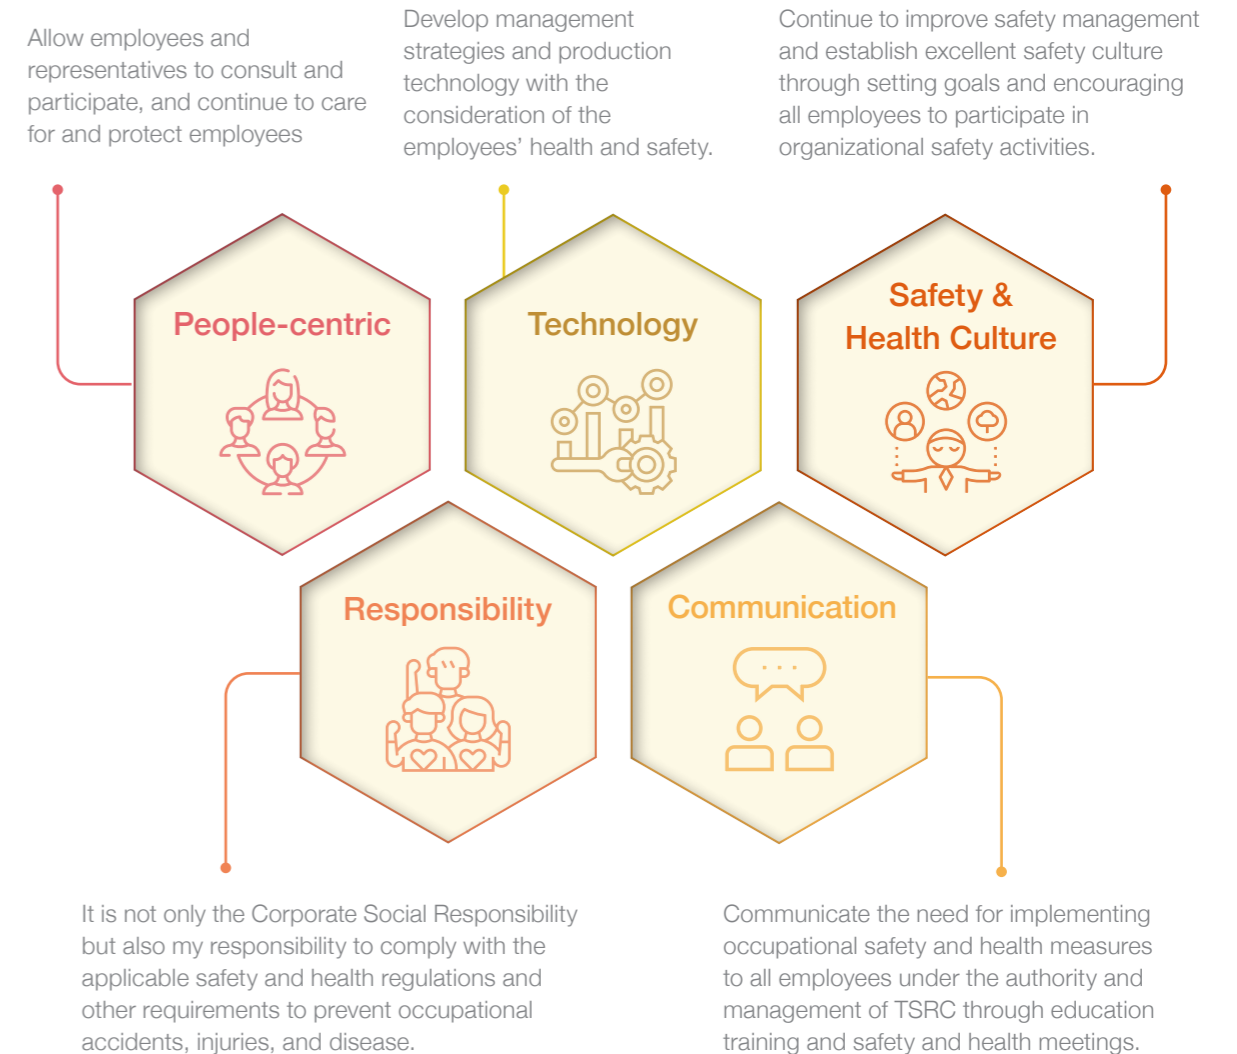 Allow employees and
representatives to consult and
participate, and continue to care
for and protect employees
Develop management
strategies and production
technology with the
consideration of the
employees’ health and safety.
Continue to improve safety management
and establish excellent safety culture
through setting goals and encouraging
all employees to participate in
organizational safety activities.
People-centric
Technology
Safety &
Health Culture
Responsibility
Communication
It is not only the Corporate Social Responsibility
but also my responsibility to comply with the
applicable safety and health regulations and
other requirements to prevent occupational
accidents, injuries, and disease.
Communicate the need for implementing
occupational safety and health measures
to all employees under the authority and
management of TSRC through education
training and safety and health meetings.